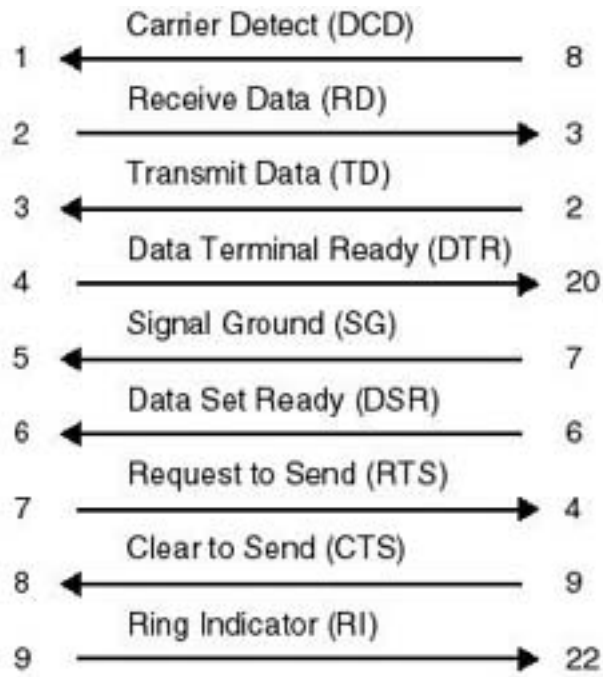 Carrier Detect (DCD)
1 8
Receive Data (RD)
2 3
Transmit Data (TD)
3 2
Data Terminal Ready (DTR)
4 20
Signal Ground (SG)
5 7
Data Set Ready (DSR)
6 6
Request to Send (RTS)
7 4
Clear to Send (CTS)
8 9
Ring Indicator (RI)
9 22